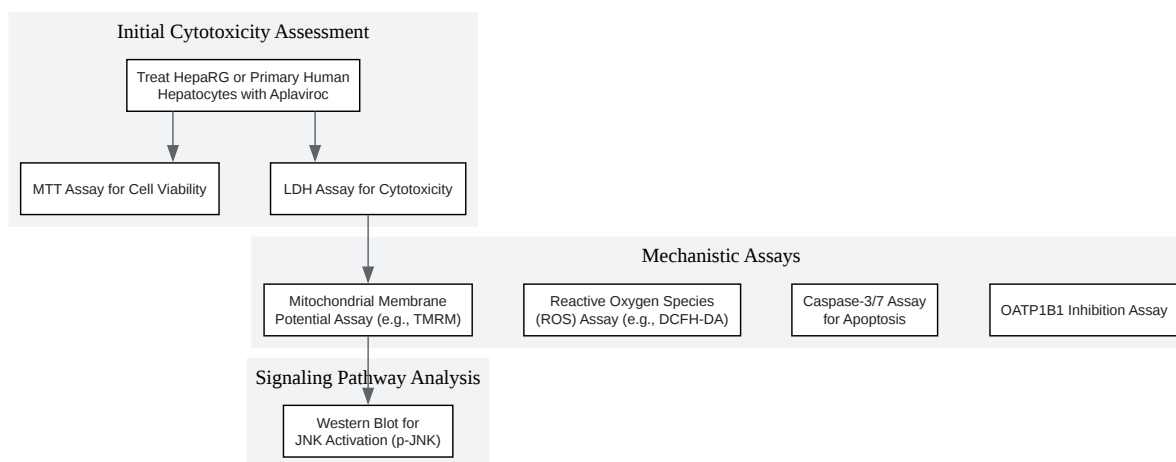 Initial Cytotoxicity Assessment
Treat HepaRG or Primary Human
Hepatocytes with Aplaviroc
MTT Assay for Cell Viability
LDH Assay for Cytotoxicity
Mechanistic Assays
Mitochondrial Membrane
Potential Assay (e.g., TMRM)
Reactive Oxygen Species
(ROS) Assay (e.g., DCFH-DA)
Caspase-3/7 Assay
for Apoptosis
OATP1B1 Inhibition Assay
Signaling Pathway Analysis
Western Blot for
JNK Activation (p-JNK)